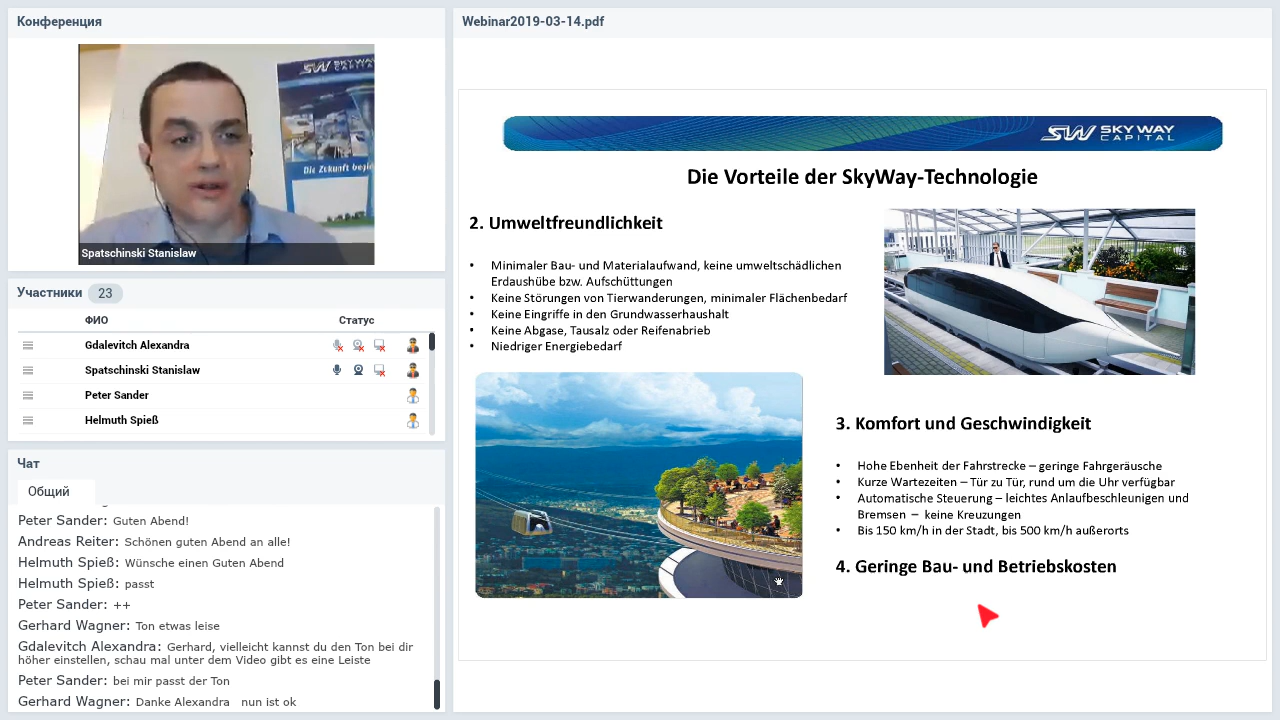 Конференция
SW SKYWAY
Die Zukunft
Spatschinski Stanislaw
Участники 23
ФИО Статус
Gdalevitch Alexandra
Spatschinski Stanislaw
Peter Sander
Helmuth Spieß
Чат
Общий
Peter Sander: Guten Abend!
Andreas Reiter: Schönen guten Abend an alle!
Helmuth Spieß: Wünsche einen Guten Abend
Helmuth Spieß: passt
Peter Sander: ++
Gerhard Wagner: Ton etwas leise
Gdalevitch Alexandra: Gerhard, vielleicht kannst du den Ton bei dir
höher einstellen, schau mal unter dem Video gibt es eine Leiste
Peter Sander: bei mir passt der Ton
Gerhard Wagner: Danke Alexandra nun ist ok
Webinar2019-03-14.pdf
SW SKY WAY
CAPITAL
Die Vorteile der SkyWay-Technologie
2. Umweltfreundlichkeit
• Minimaler Bau- und Materialaufwand, keine umweltschädlichen
Erdaushübe bzw. Aufschüttungen
• Keine Störungen von Tierwanderungen, minimaler Flächenbedarf
• Keine Eingriffe in den Grundwasserhaushalt
• Keine Abgase, Tausalz oder Reifenabrieb
• Niedriger Energiebedarf
3. Komfort und Geschwindigkeit
• Hohe Ebenheit der Fahrstrecke – geringe Fahrgeräusche
• Kurze Wartezeiten – Tür zu Tür, rund um die Uhr verfügbar
• Automatische Steuerung – leichtes Anlaufbeschleunigen und
Bremsen – keine Kreuzungen
• Bis 150 km/h in der Stadt, bis 500 km/h außerorts
4. Geringe Bau- und Betriebskosten